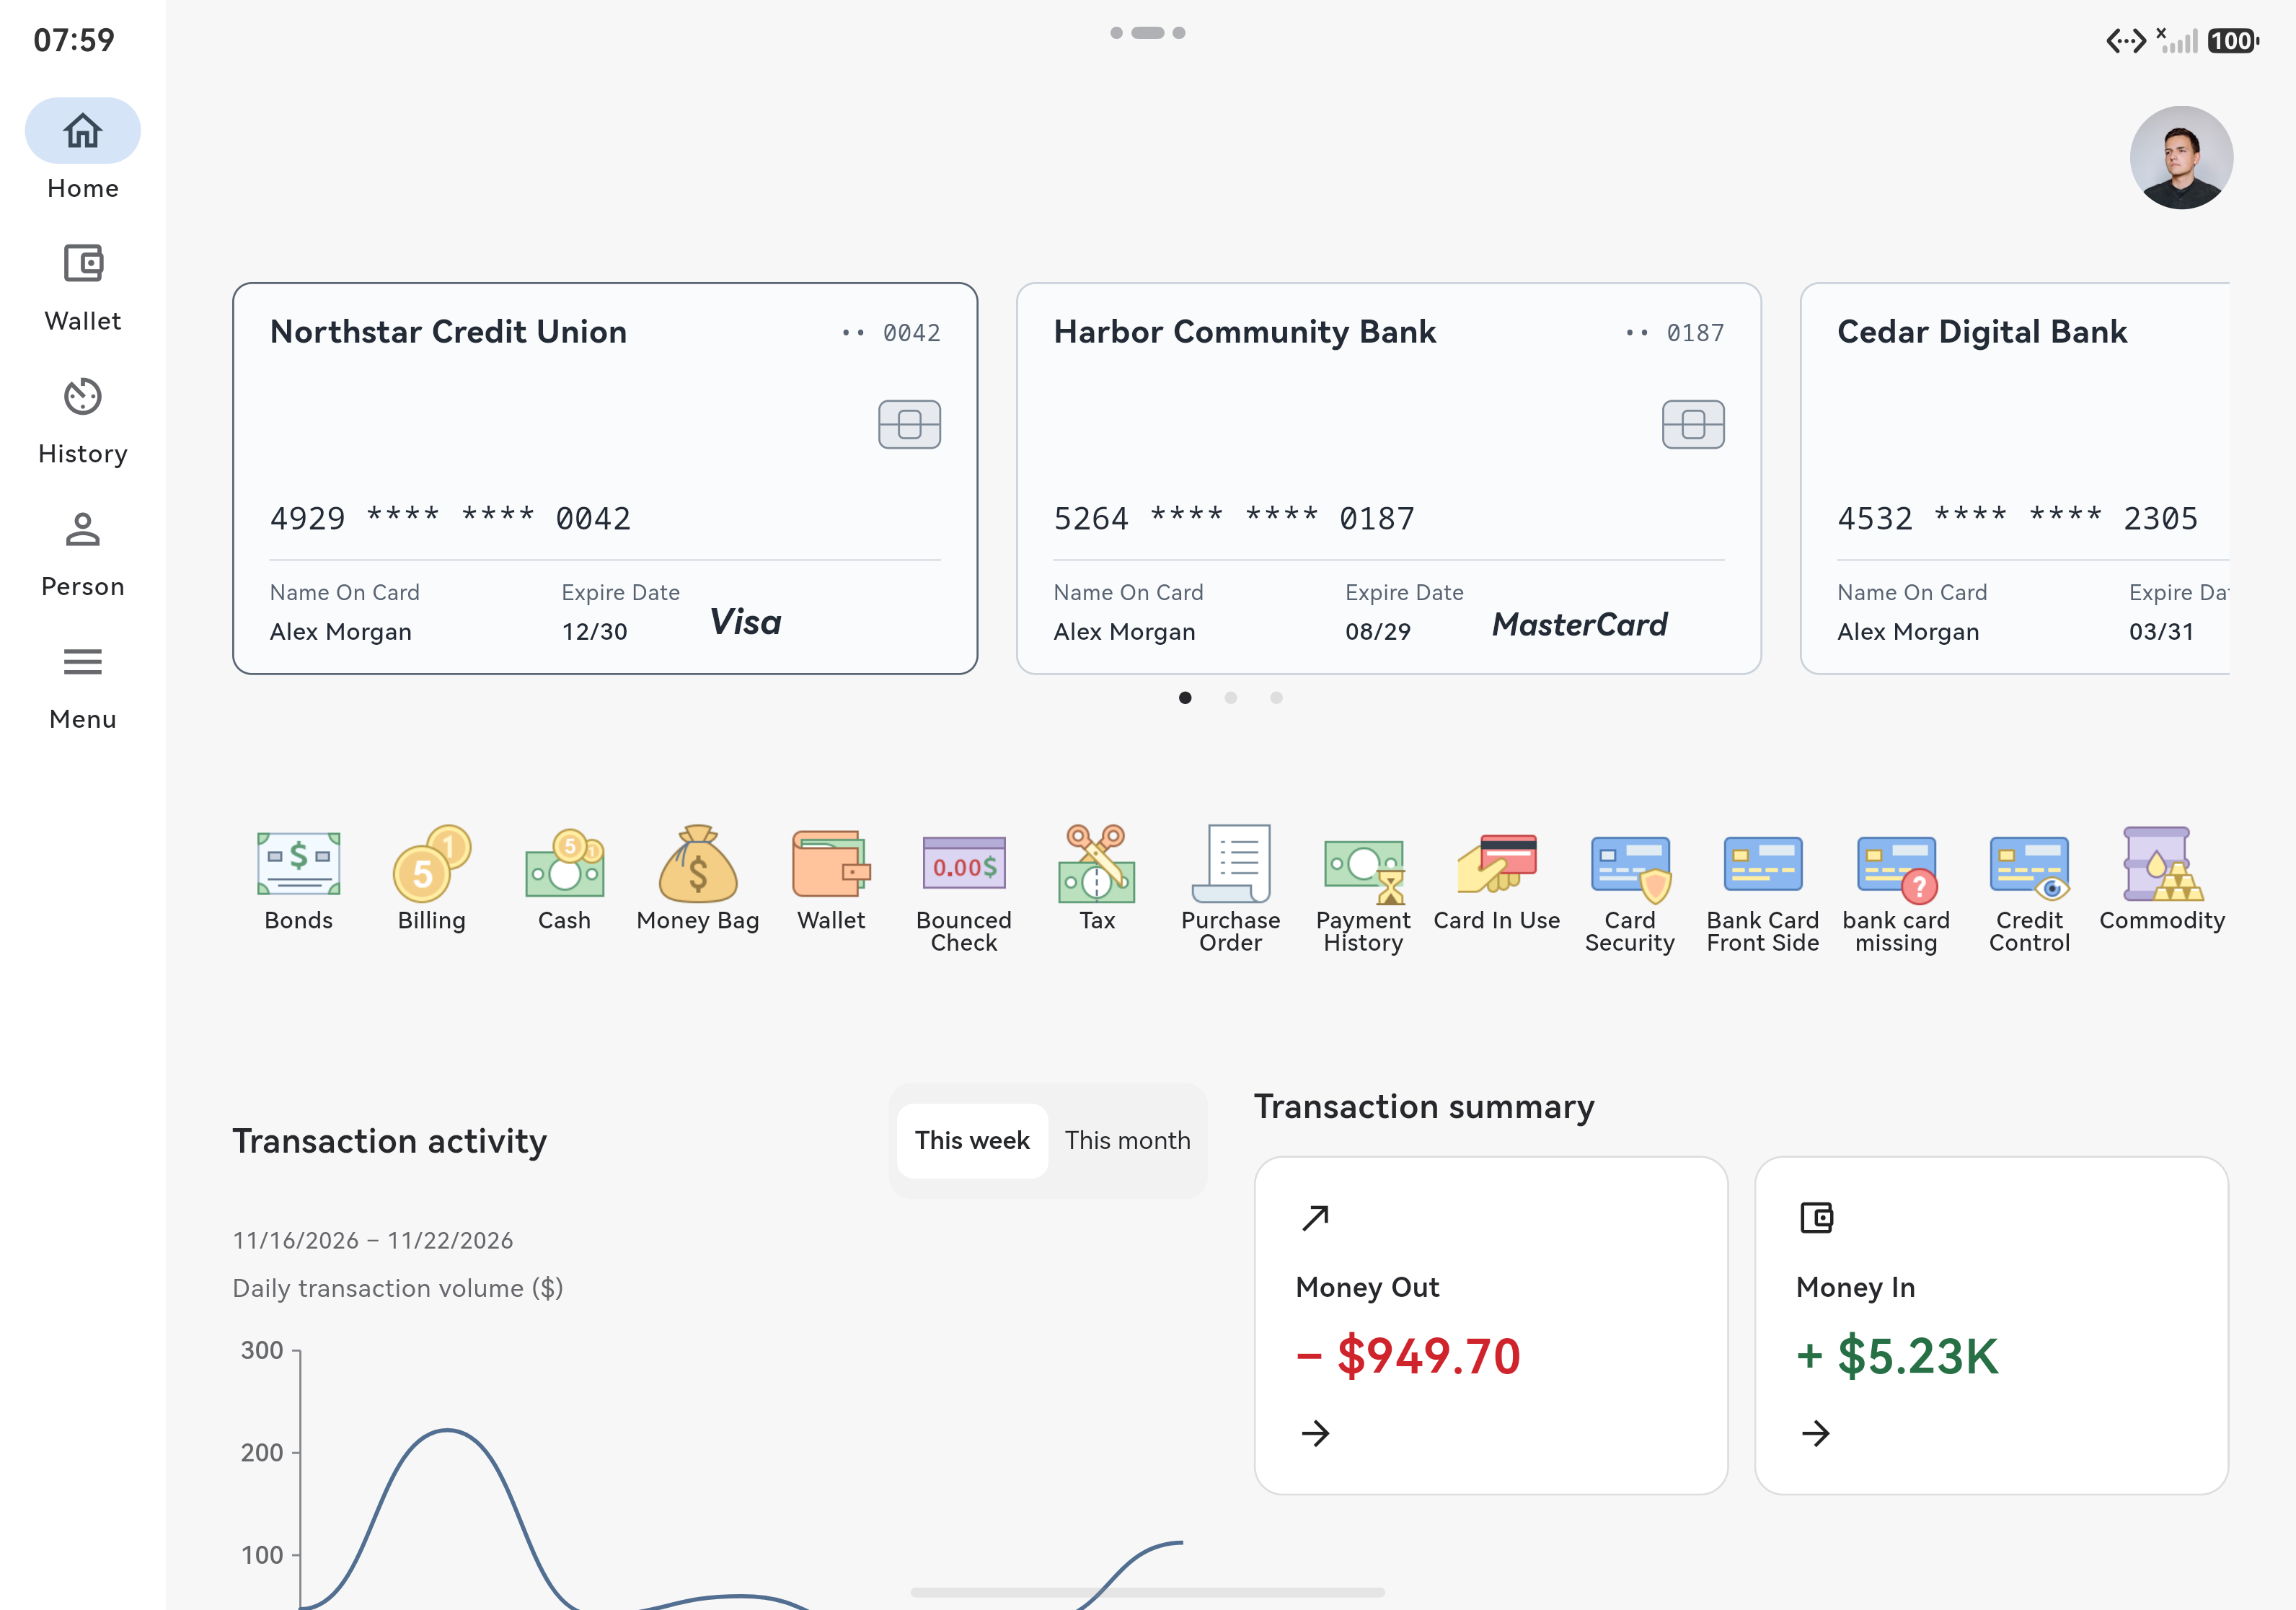 07:59
100
Home
Wallet
History
Person
Menu
Northstar Credit Union
•• 0042
4929 **** **** 0042
Name On Card
Expire Date
Alex Morgan
12/30
Visa
Harbor Community Bank
•• 0187
5264 **** **** 0187
Name On Card
Expire Date
Alex Morgan
08/29
MasterCard
Cedar Digital Bank
4532 **** **** 2305
Name On Card
Expire Dat
Alex Morgan
03/31
$
5 1
5 1
$
0.00$
?
Bonds
Billing
Cash
Money Bag
Wallet
Bounced
Check
Tax
Purchase
Order
Payment
History
Card In Use
Card
Security
Bank Card
Front Side
bank card
missing
Credit
Control
Commodity
Transaction activity
This week
This month
11/16/2026 – 11/22/2026
Daily transaction volume ($)
300
200
100
Transaction summary
Money Out
– $949.70
Money In
+ $5.23K